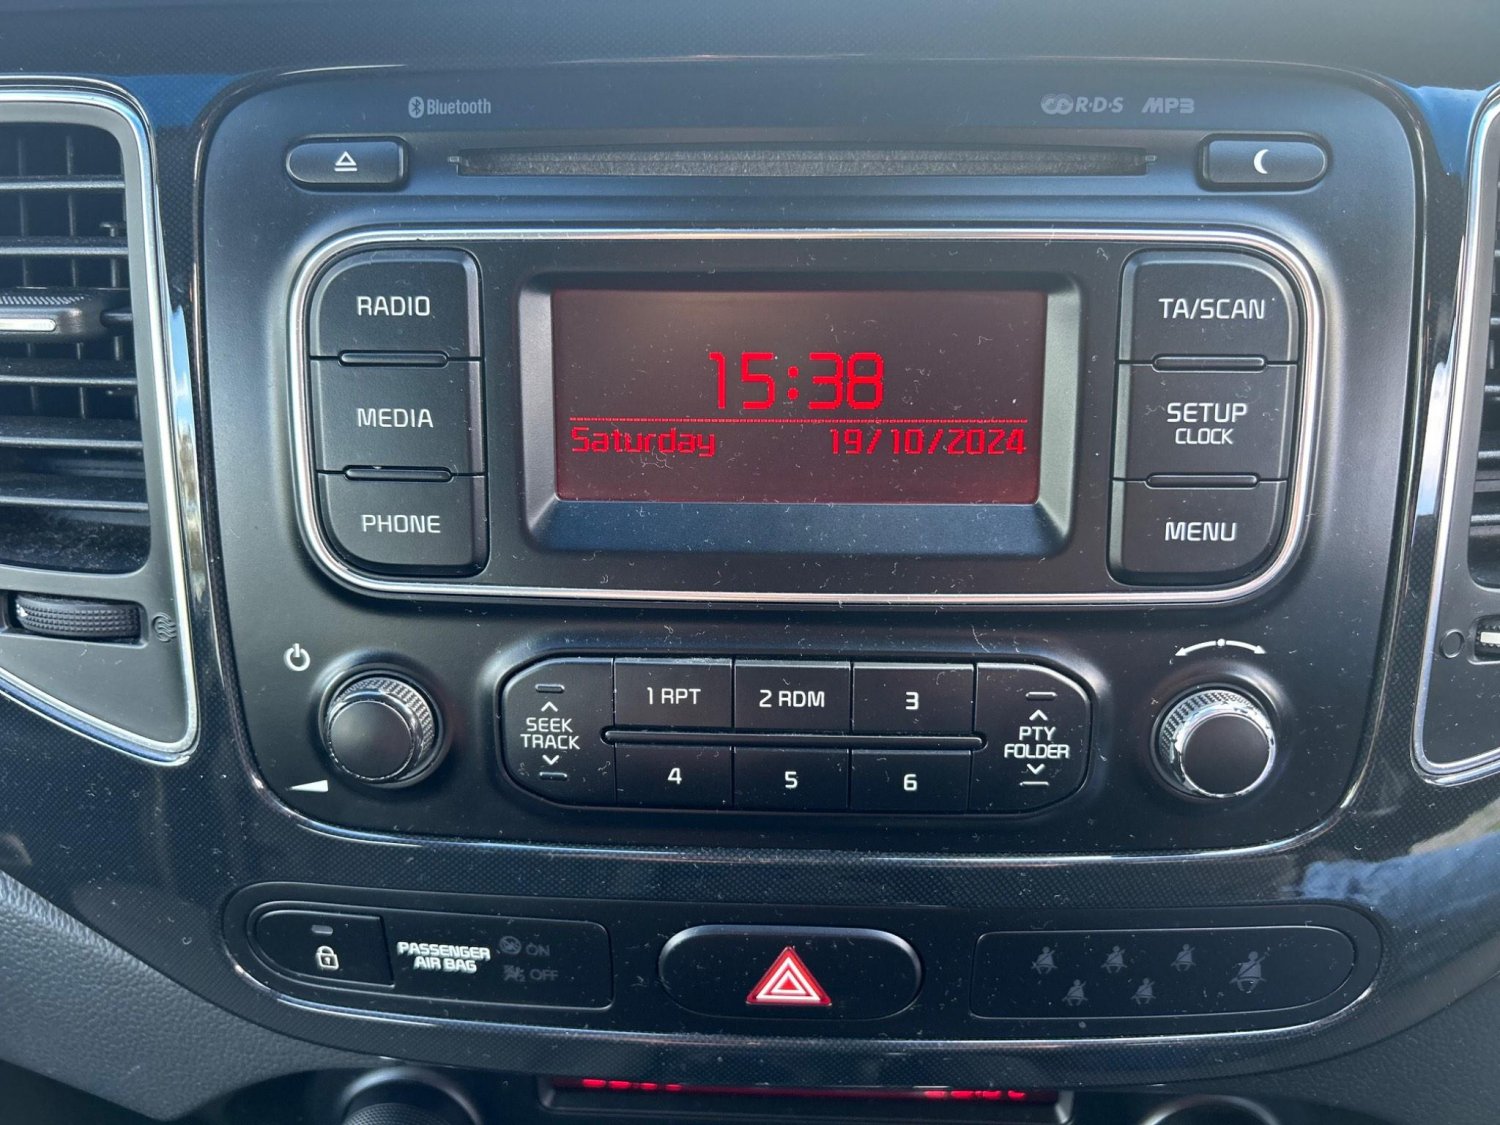 Bluetooth
R·D·S MP3
RADIO
MEDIA
PHONE
15:38
Saturday 19/10/2024
TA/SCAN
SETUP
CLOCK
MENU
SEEK
TRACK
1 RPT
2 RDM
3
4
5
6
PTY
FOLDER
PASSENGER
AIR BAG
ON
OFF